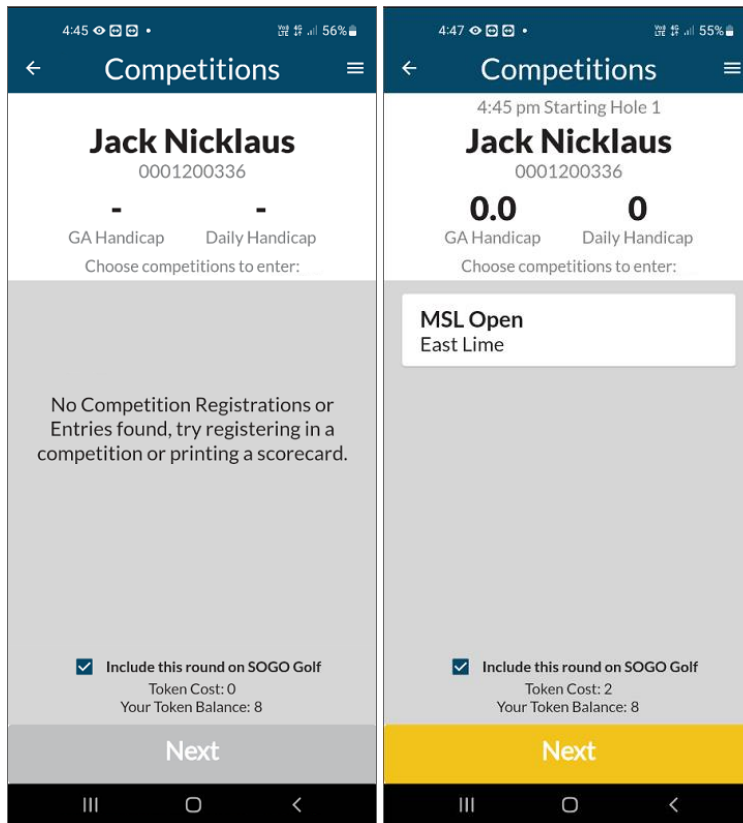 4:45
56%
Competitions
Jack Nicklaus
0001200336
- -
GA Handicap Daily Handicap
Choose competitions to enter:
No Competition Registrations or
Entries found, try registering in a
competition or printing a scorecard.
Include this round on SOGO Golf
Token Cost: 0
Your Token Balance: 8
Next
4:47
55%
Competitions
4:45 pm Starting Hole 1
Jack Nicklaus
0001200336
0.0 0
GA Handicap Daily Handicap
Choose competitions to enter:
MSL Open
East Lime
Include this round on SOGO Golf
Token Cost: 2
Your Token Balance: 8
Next